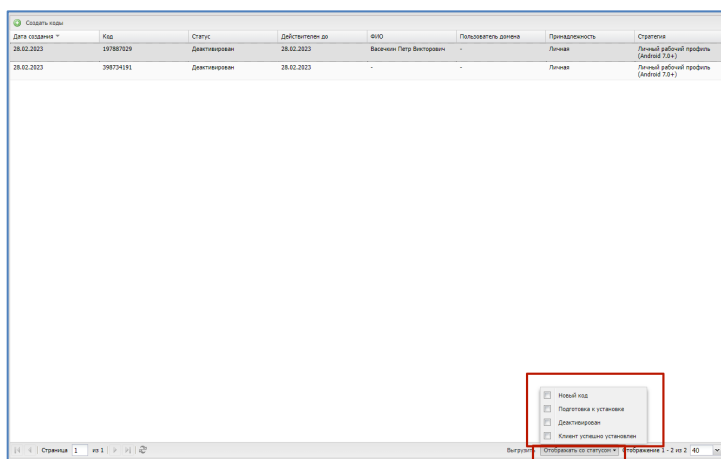 Создать коды
Дата создания Код Статус Действителен до ФИО Пользователь домена Принадлежность Стратегия
28.02.2023 197887029 Деактивирован 28.02.2023 Васечкин Петр Викторович - Личная Личный рабочий профиль
(Android 7.0+)
28.02.2023 398734191 Деактивирован 28.02.2023 - - Личная Личный рабочий профиль
(Android 7.0+)
Новый код
Подготовка к установке
Деактивирован
Клиент успешно установлен
Страница 1 из 1 Выгрузить Отображать со статусом Отображение 1 - 2 из 2 40